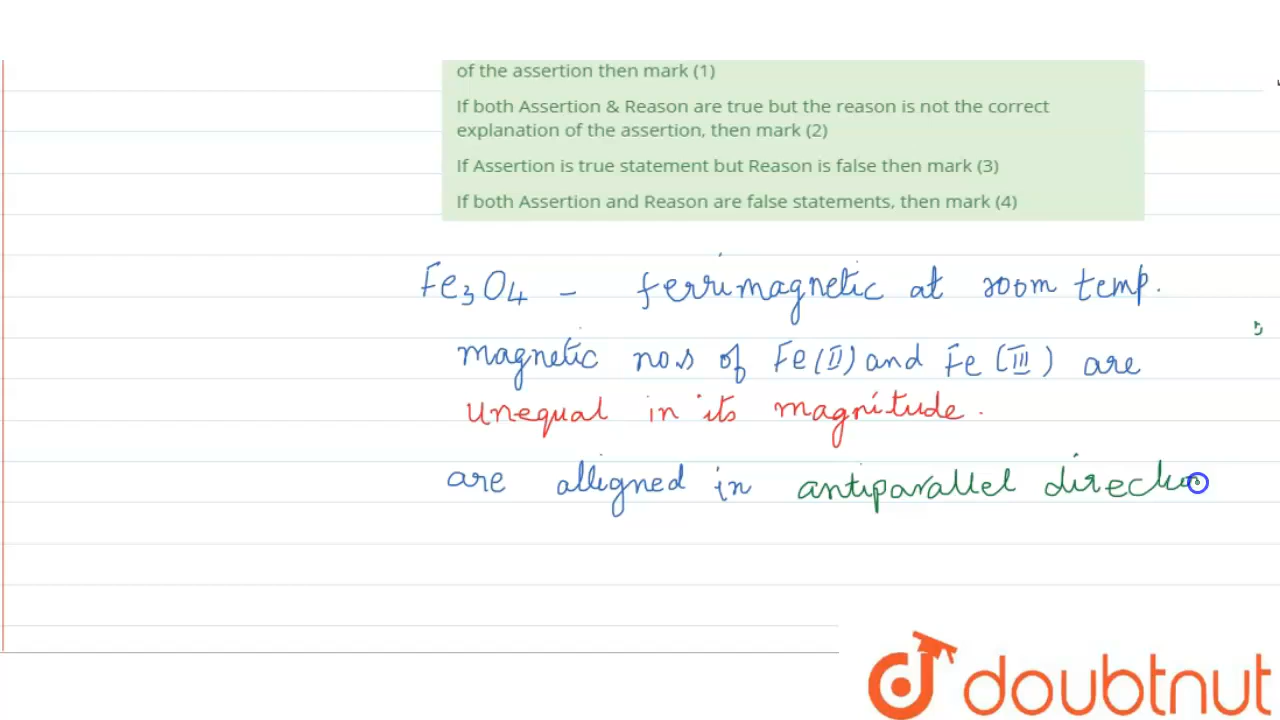 of the assertion then mark (1)
If both Assertion & Reason are true but the reason is not the correct
explanation of the assertion, then mark (2)
If Assertion is true statement but Reason is false then mark (3)
If both Assertion and Reason are false statements, then mark (4)
Fe3O4 - ferrimagnetic at room temp.
magnetic no.s of Fe(II) and Fe(III) are
unequal in its magnitude.
are alligned in antiparallel directio
doubtnut